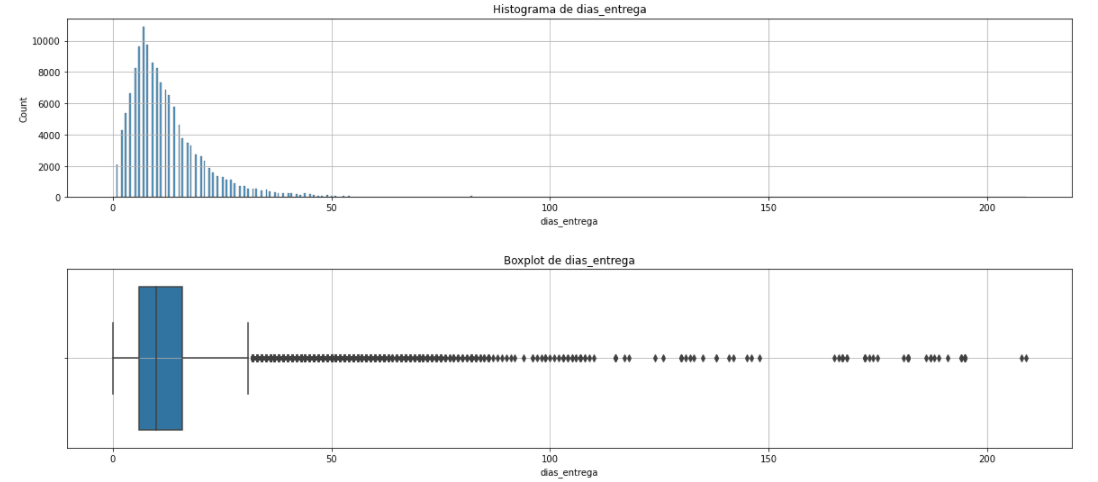 Histograma de dias_entrega
10000
8000
6000
4000
2000
0
Count
0 50 100 150 200
dias_entrega
Boxplot de dias_entrega
0 50 100 150 200
dias_entrega